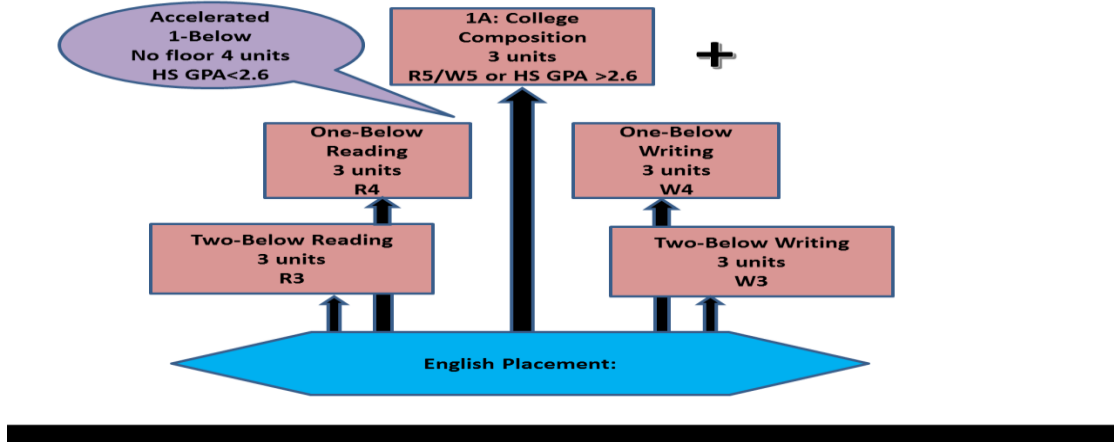 Accelerated
1-Below
No floor 4 units
HS GPA<2.6
1A: College
Composition
3 units
R5/W5 or HS GPA >2.6
+
One-Below
Reading
3 units
R4
One-Below
Writing
3 units
W4
Two-Below Reading
3 units
R3
Two-Below Writing
3 units
W3
English Placement: